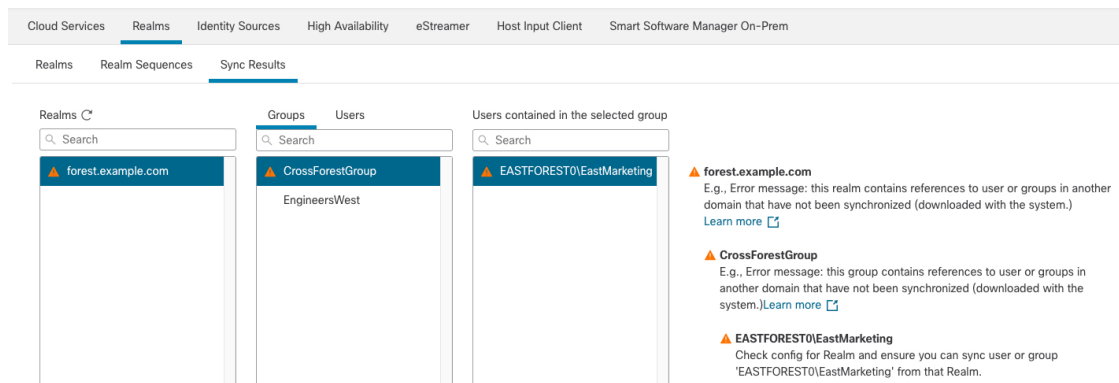 Cloud Services Realms Identity Sources High Availability eStreamer Host Input Client Smart Software Manager On-Prem
Realms Realm Sequences Sync Results
Realms
Search
forest.example.com
Groups Users
Search
CrossForestGroup
EngineersWest
Users contained in the selected group
Search
EASTFOREST0\EastMarketing
forest.example.com
E.g., Error message: this realm contains references to user or groups in another
domain that have not been synchronized (downloaded with the system.)
Learn more
CrossForestGroup
E.g., Error message: this group contains references to user or groups in
another domain that have not been synchronized (downloaded with the
system.)Learn more
EASTFOREST0\EastMarketing
Check config for Realm and ensure you can sync user or group
'EASTFOREST0\EastMarketing' from that Realm.